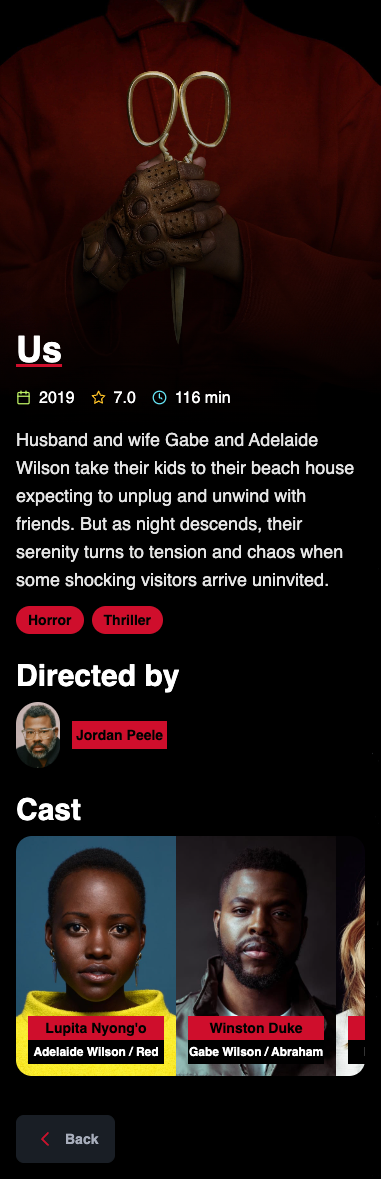 Us
2019 7.0 116 min
Husband and wife Gabe and Adelaide
Wilson take their kids to their beach house
expecting to unplug and unwind with
friends. But as night descends, their
serenity turns to tension and chaos when
some shocking visitors arrive uninvited.
Horror Thriller
Directed by
Jordan Peele
Cast
Lupita Nyong'o
Adelaide Wilson / Red
Winston Duke
Gabe Wilson / Abraham
Back